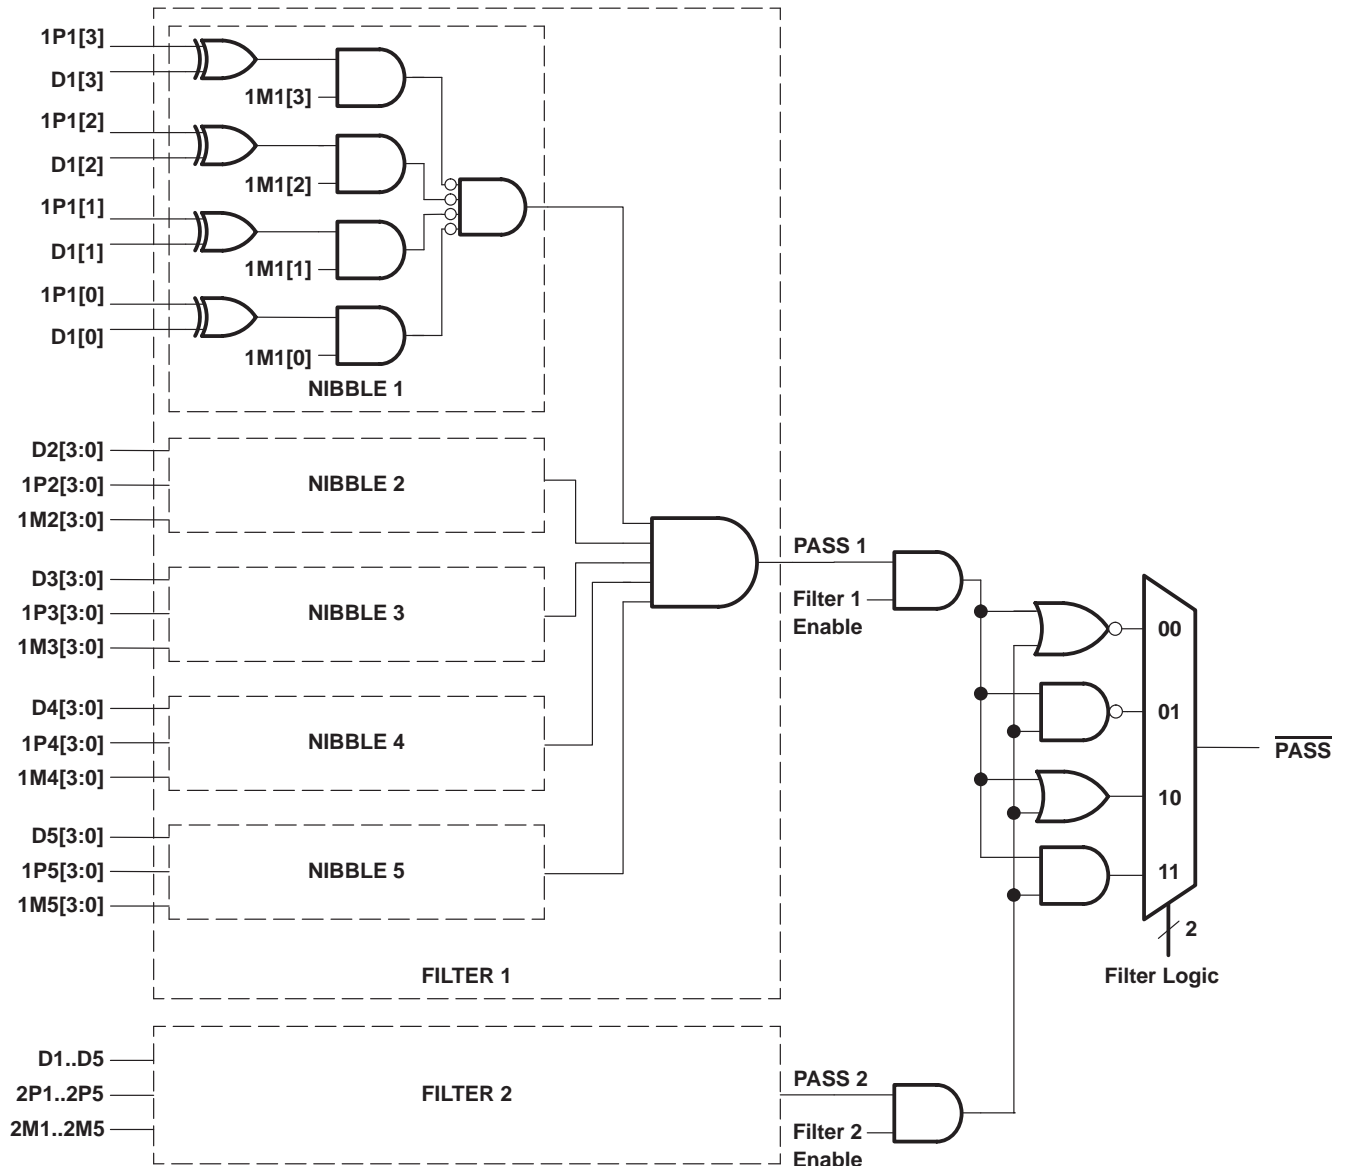 1P1[3]
D1[3]
1M1[3]
1P1[2]
D1[2]
1M1[2]
1P1[1]
D1[1]
1M1[1]
1P1[0]
D1[0]
1M1[0]
NIBBLE 1
D2[3:0]
1P2[3:0]
1M2[3:0]
NIBBLE 2
D3[3:0]
1P3[3:0]
1M3[3:0]
NIBBLE 3
D4[3:0]
1P4[3:0]
1M4[3:0]
NIBBLE 4
D5[3:0]
1P5[3:0]
1M5[3:0]
NIBBLE 5
FILTER 1
PASS 1
Filter 1
Enable
00
01
10
11
PASS
2
Filter Logic
D1..D5
2P1..2P5
2M1..2M5
FILTER 2
PASS 2
Filter 2
Enable